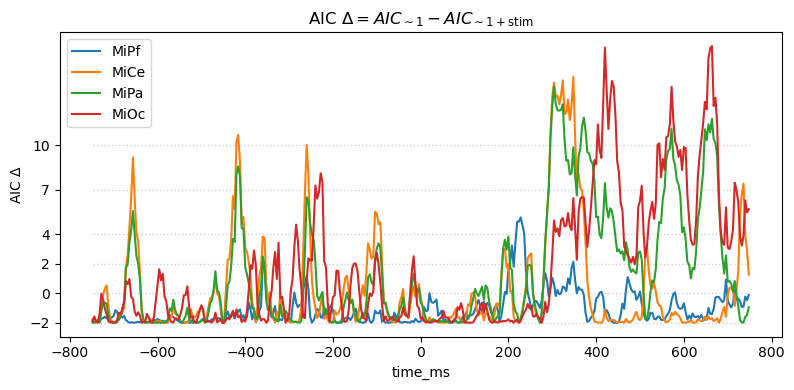 AIC Δ = AIC~1 − AIC~1+stim
MiPf
MiCe
MiPa
MiOc
AIC Δ
10
7
4
2
0
−2
−800 −600 −400 −200 0 200 400 600 800
time_ms